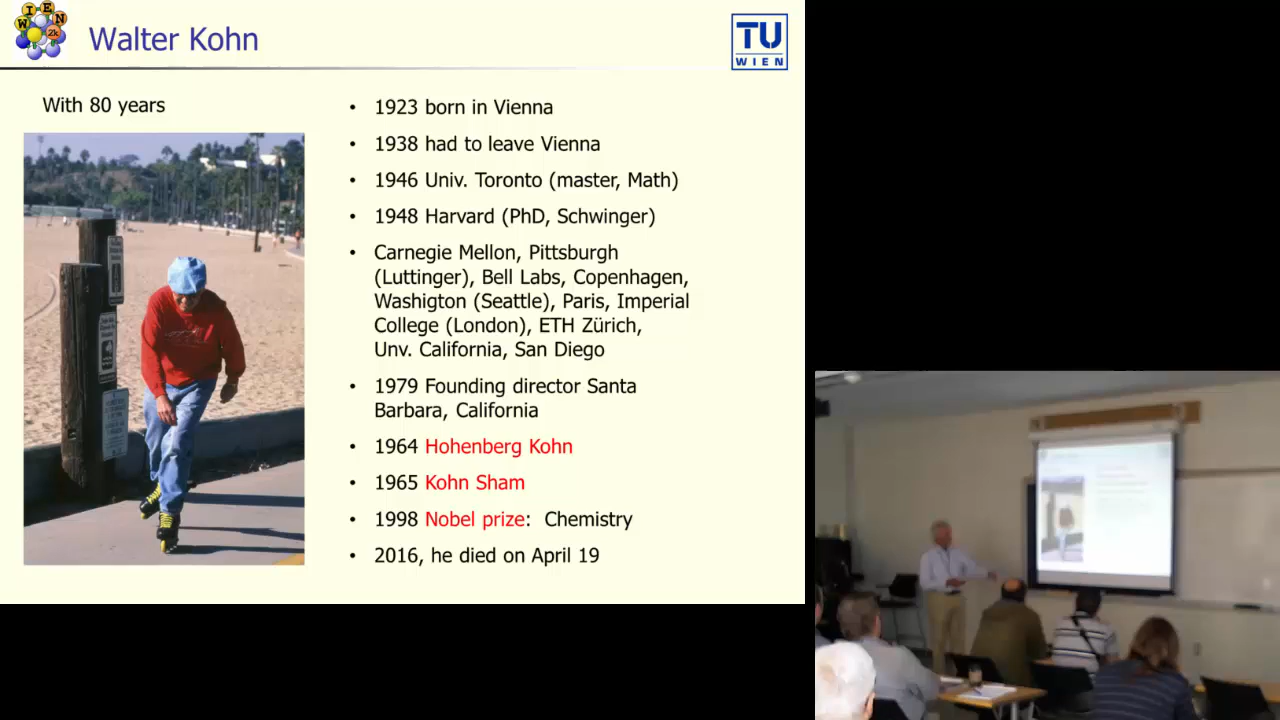 WIEN
2k
Walter Kohn
TU
WIEN
With 80 years
• 1923 born in Vienna
• 1938 had to leave Vienna
• 1946 Univ. Toronto (master, Math)
• 1948 Harvard (PhD, Schwinger)
• Carnegie Mellon, Pittsburgh
(Luttinger), Bell Labs, Copenhagen,
Washigton (Seattle), Paris, Imperial
College (London), ETH Zürich,
Unv. California, San Diego
• 1979 Founding director Santa
Barbara, California
• 1964 Hohenberg Kohn
• 1965 Kohn Sham
• 1998 Nobel prize: Chemistry
• 2016, he died on April 19